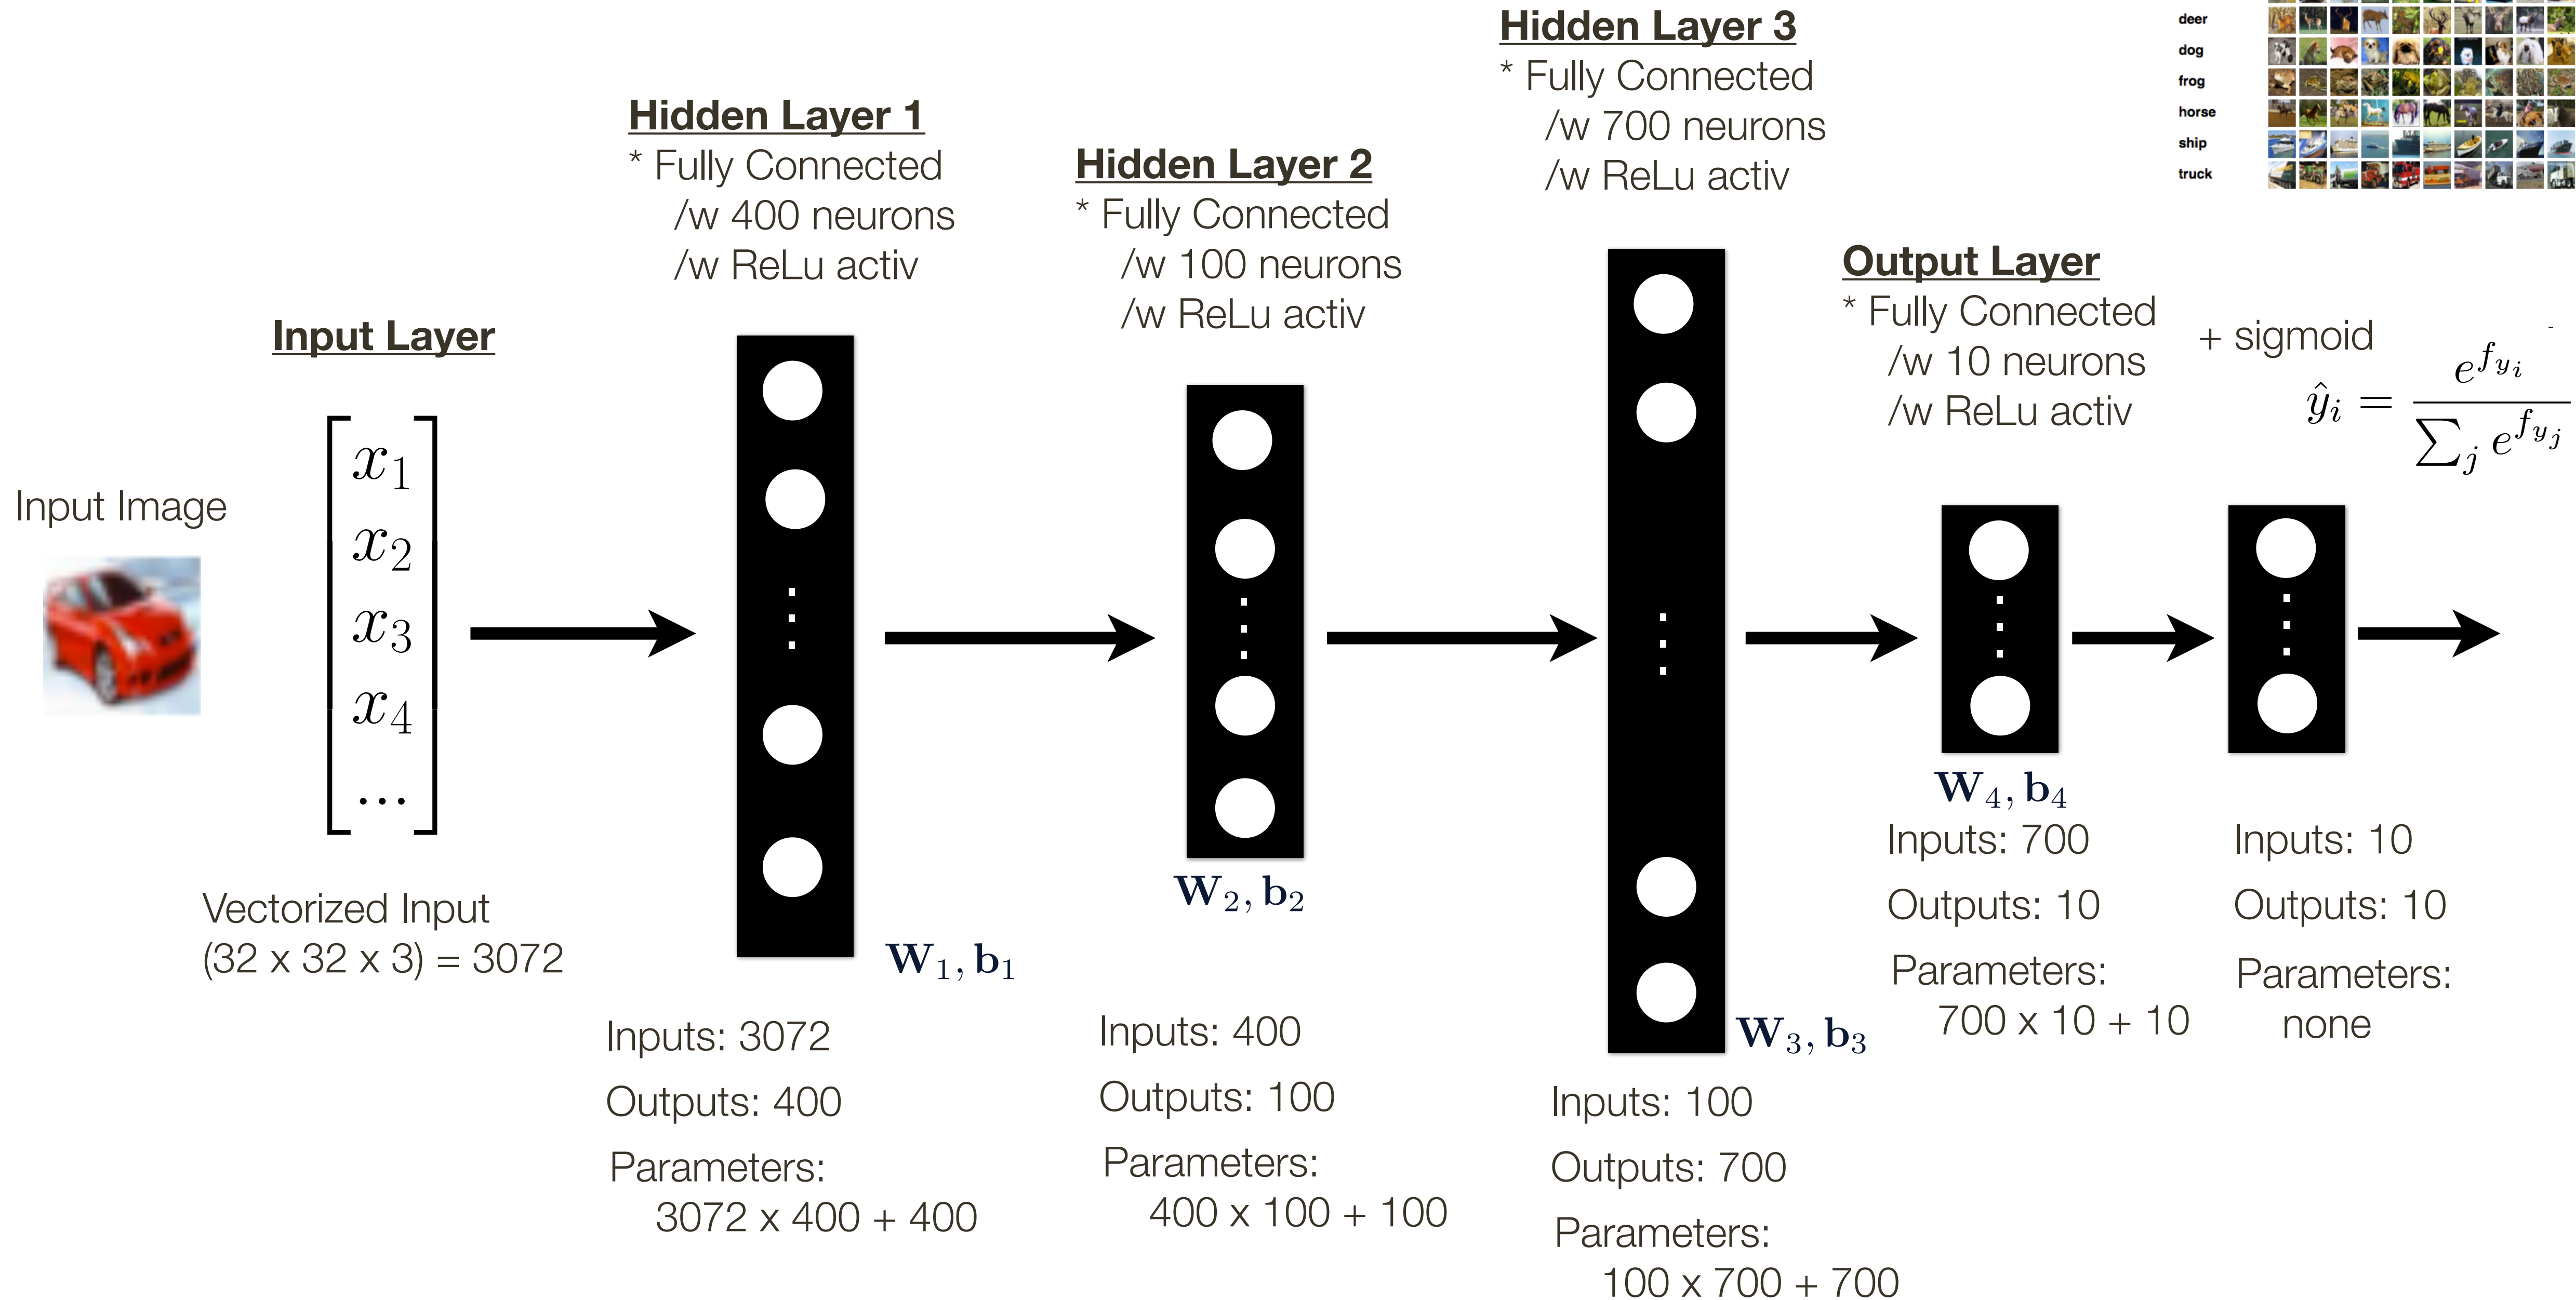 deer
dog
frog
horse
ship
truck
Hidden Layer 3
* Fully Connected
/w 700 neurons
/w ReLu activ
Hidden Layer 1
* Fully Connected
/w 400 neurons
/w ReLu activ
Hidden Layer 2
* Fully Connected
/w 100 neurons
/w ReLu activ
Output Layer
* Fully Connected
/w 10 neurons
/w ReLu activ
+ sigmoid
ŷ_i = e^{f_{y_i}} / ∑_j e^{f_{y_j}}
Input Layer
Input Image
x₁
x₂
x₃
x₄
...
Vectorized Input
(32 x 32 x 3) = 3072
W₁, b₁
Inputs: 3072
Outputs: 400
Parameters:
3072 x 400 + 400
W₂, b₂
Inputs: 400
Outputs: 100
Parameters:
400 x 100 + 100
W₃, b₃
Inputs: 100
Outputs: 700
Parameters:
100 x 700 + 700
W₄, b₄
Inputs: 700
Outputs: 10
Parameters:
700 x 10 + 10
Inputs: 10
Outputs: 10
Parameters:
none